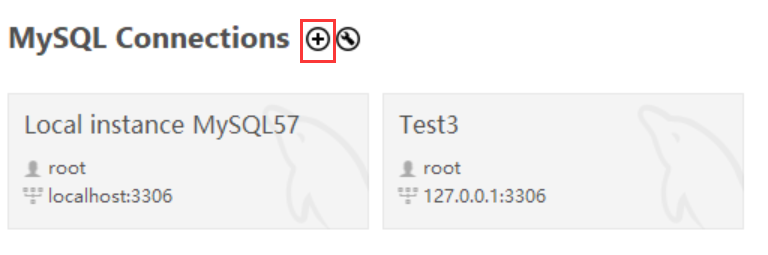 MySQL Connections
Local instance MySQL57
root
localhost:3306
Test3
root
127.0.0.1:3306